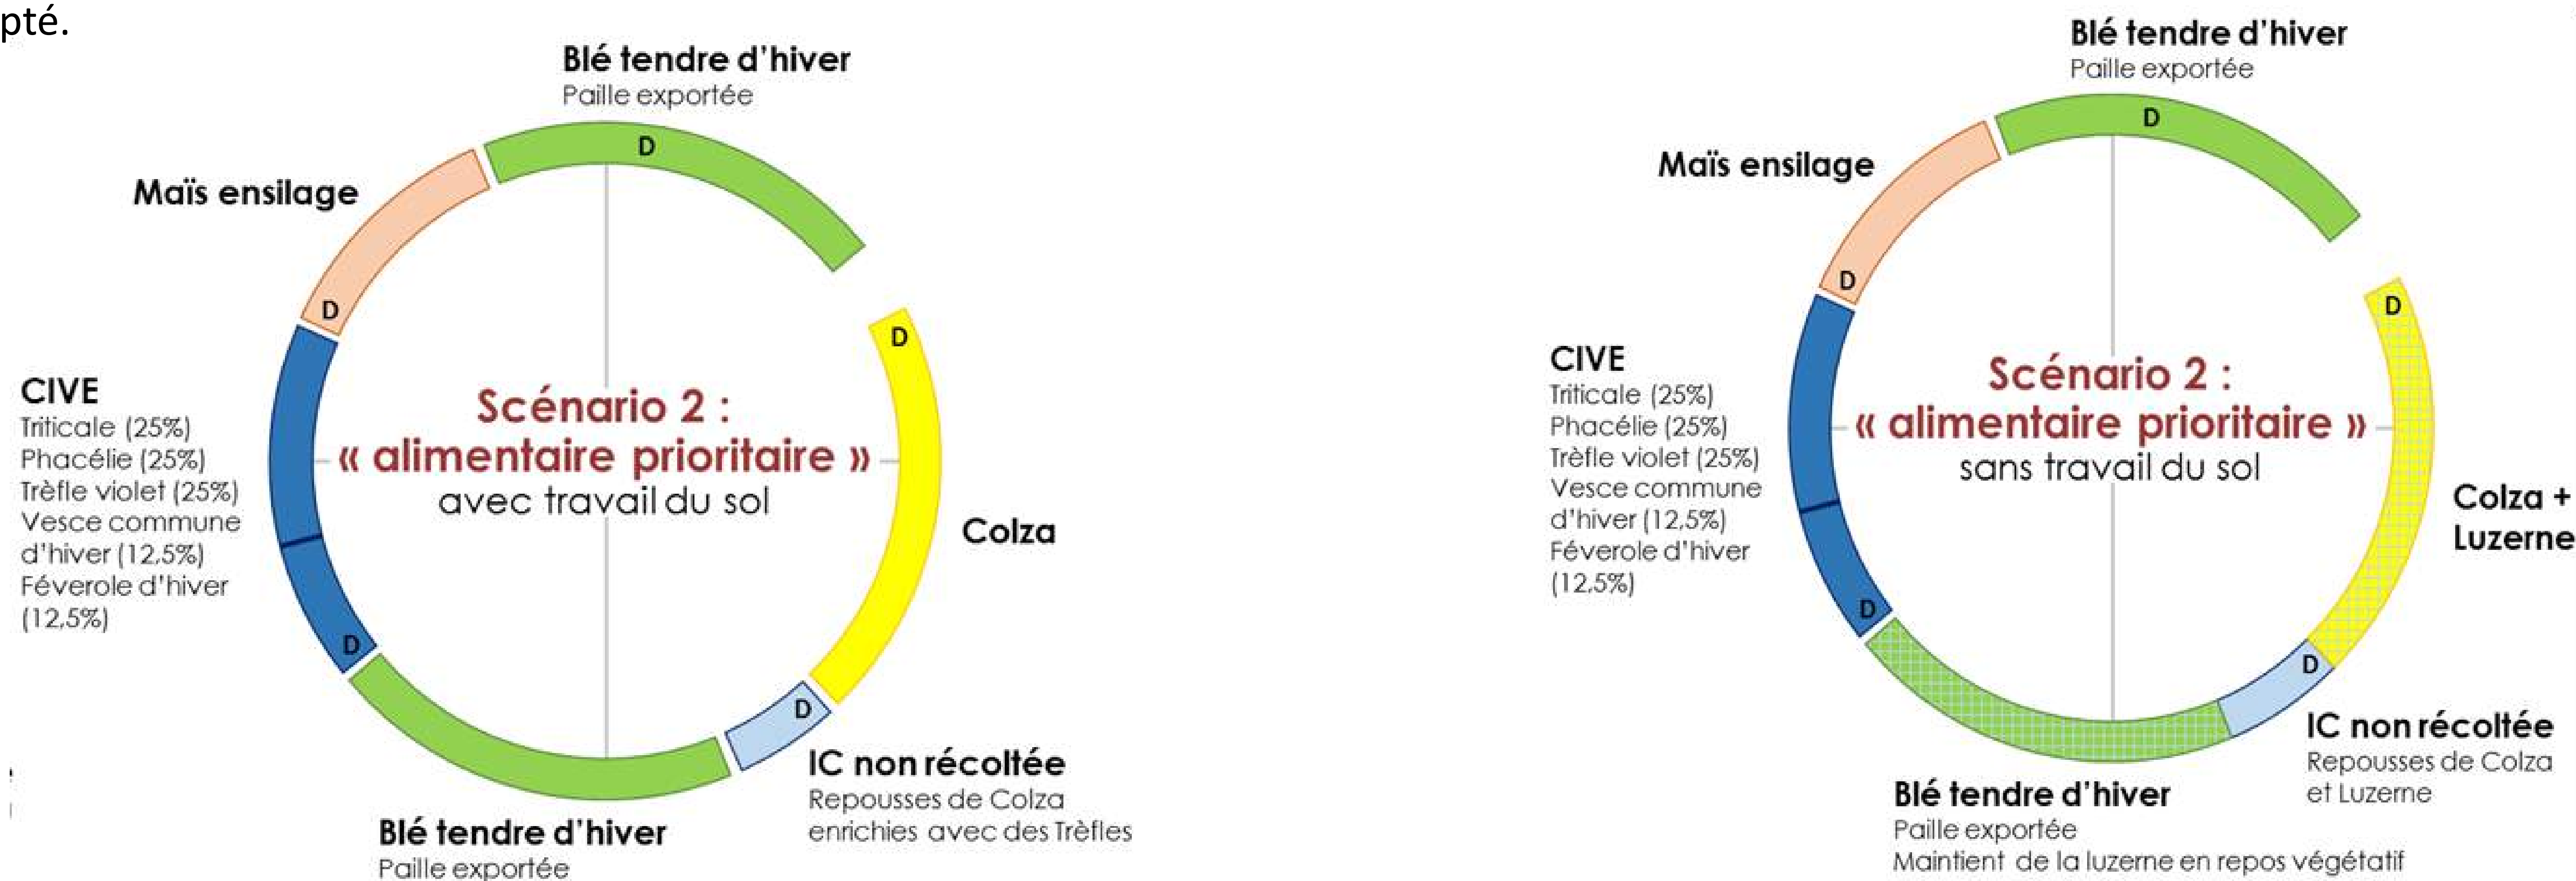 pté.
Blé tendre d’hiver
Paille exportée
D
Maïs ensilage
D
D
CIVE
Triticale (25%)
Phacélie (25%)
Trèfle violet (25%)
Vesce commune
d’hiver (12,5%)
Féverole d’hiver
(12,5%)
Scénario 2 :
« alimentaire prioritaire »
avec travail du sol
Colza
D
D
IC non récoltée
Repousses de Colza
enrichies avec des Trèfles
Blé tendre d’hiver
Paille exportée
Blé tendre d’hiver
Paille exportée
D
Maïs ensilage
D
D
CIVE
Triticale (25%)
Phacélie (25%)
Trèfle violet (25%)
Vesce commune
d’hiver (12,5%)
Féverole d’hiver
(12,5%)
Scénario 2 :
« alimentaire prioritaire »
sans travail du sol
Colza +
Luzerne
D
D
IC non récoltée
Repousses de Colza
et Luzerne
Blé tendre d’hiver
Paille exportée
Maintient de la luzerne en repos végétatif